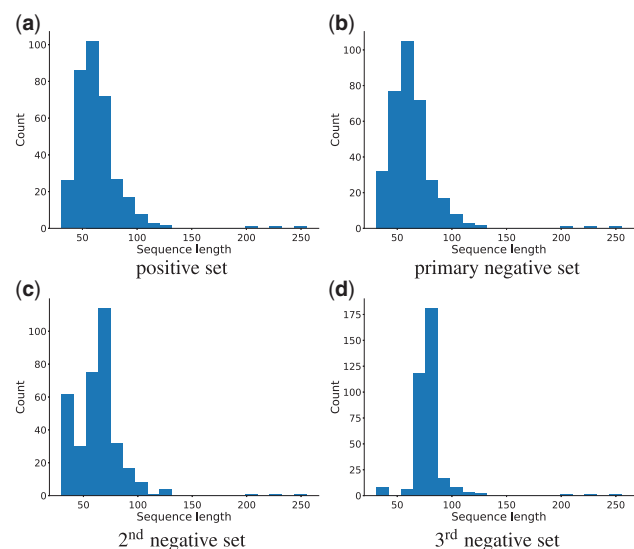 (a)
100
80
60
40
20
0
Count
50 100 150 200 250
Sequence length
positive set
(b)
100
80
60
40
20
0
Count
50 100 150 200 250
Sequence length
primary negative set
(c)
100
80
60
40
20
0
Count
50 100 150 200 250
Sequence length
2nd negative set
(d)
175
150
125
100
75
50
25
0
Count
50 100 150 200 250
Sequence length
3rd negative set